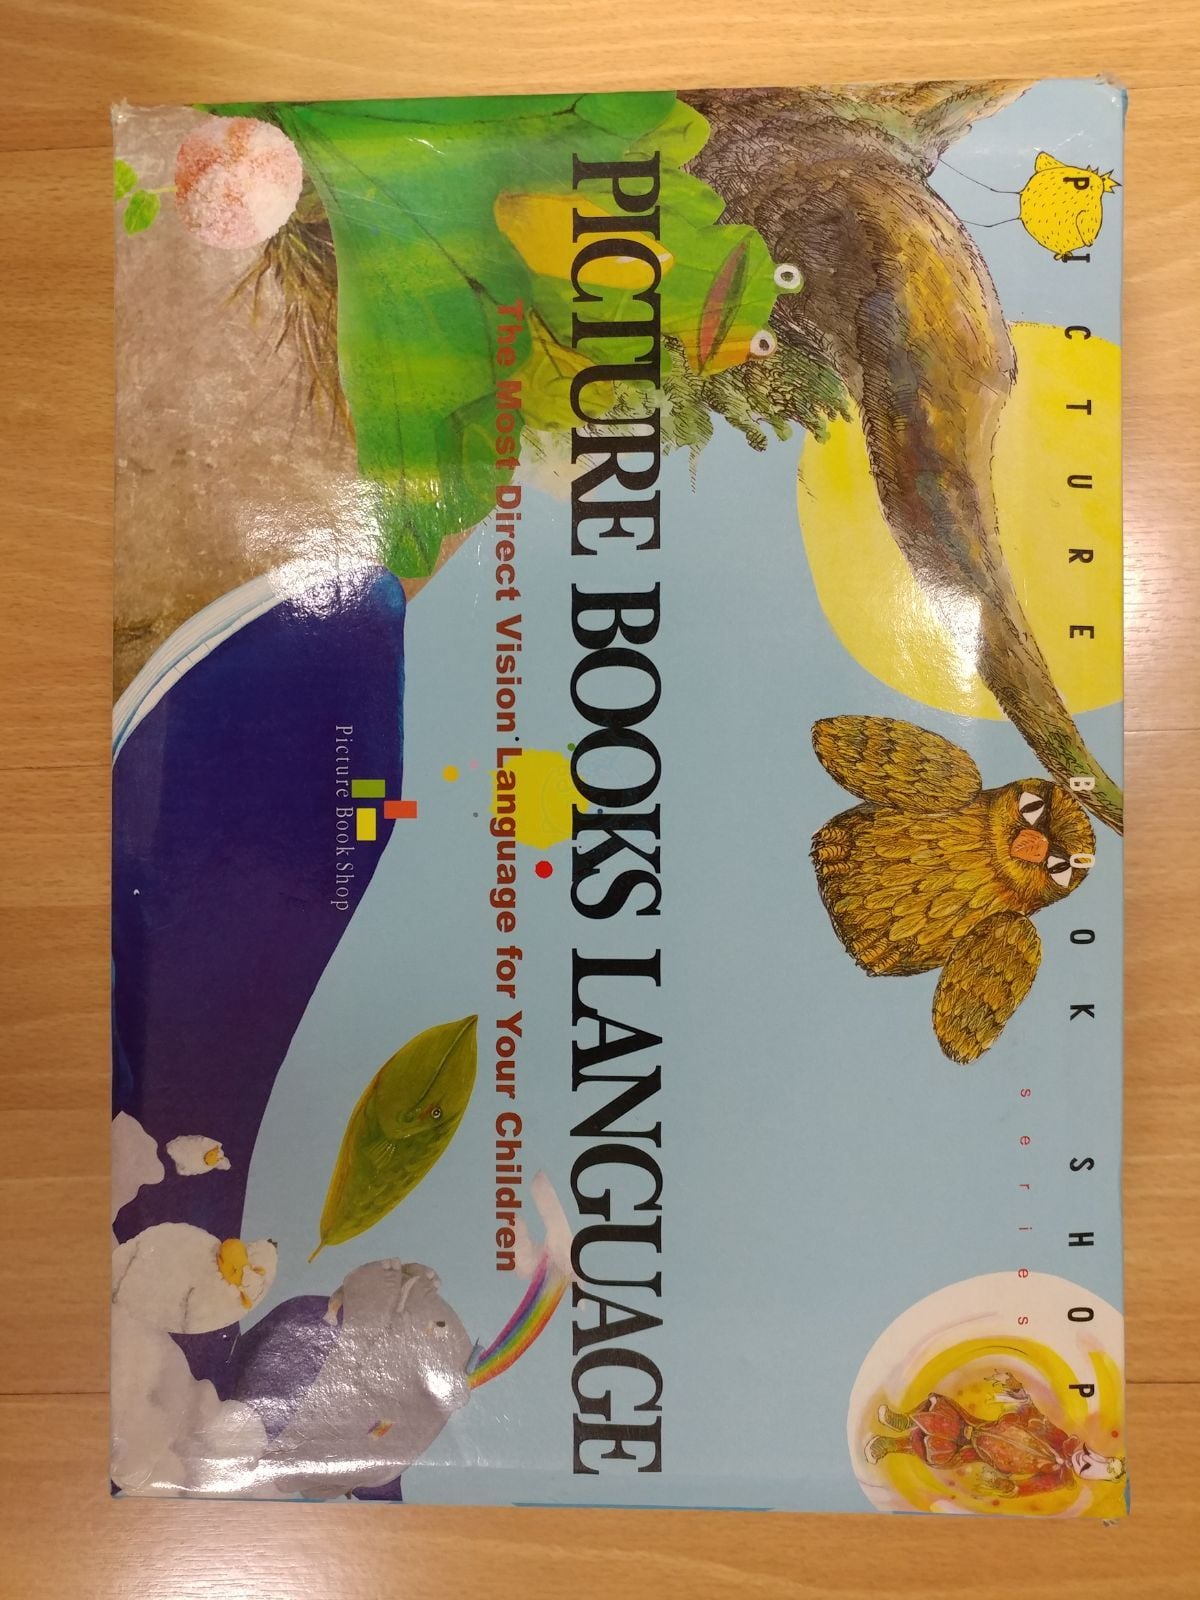 PICTURE BOOK SHOP
series
PICTURE BOOKS LANGUAGE
The Most Direct Vision Language for Your Children
Picture Book Shop